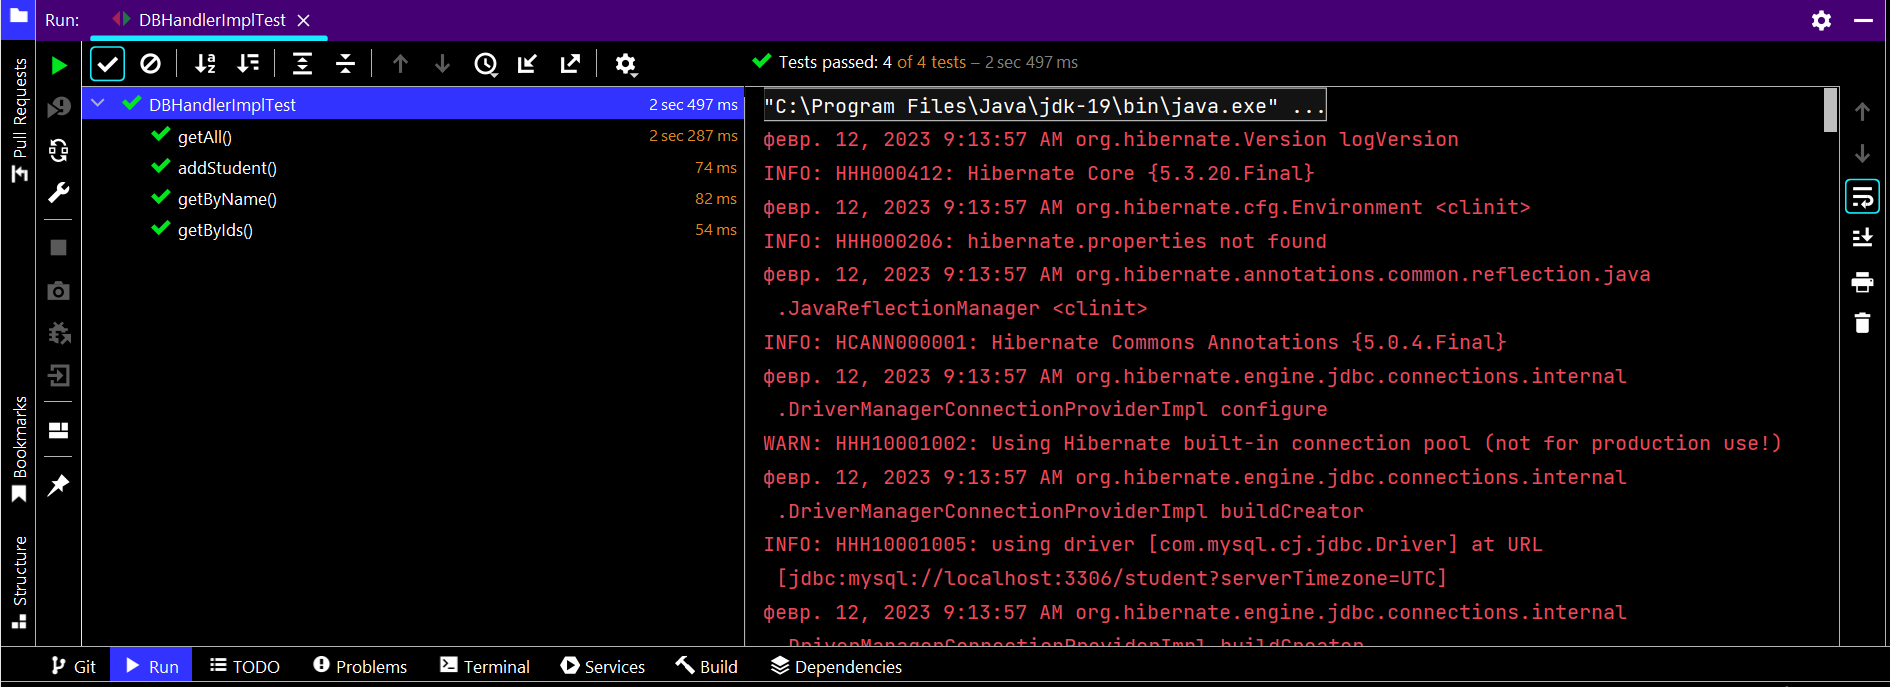 Run: DBHandlerImplTest
Tests passed: 4 of 4 tests – 2 sec 497 ms
Pull Requests
Bookmarks
Structure
DBHandlerImplTest 2 sec 497 ms
getAll() 2 sec 287 ms
addStudent() 74 ms
getByName() 82 ms
getByIds() 54 ms
"C:\Program Files\Java\jdk-19\bin\java.exe" ...
февр. 12, 2023 9:13:57 AM org.hibernate.Version logVersion
INFO: HHH000412: Hibernate Core {5.3.20.Final}
февр. 12, 2023 9:13:57 AM org.hibernate.cfg.Environment <clinit>
INFO: HHH000206: hibernate.properties not found
февр. 12, 2023 9:13:57 AM org.hibernate.annotations.common.reflection.java
.JavaReflectionManager <clinit>
INFO: HCANN000001: Hibernate Commons Annotations {5.0.4.Final}
февр. 12, 2023 9:13:57 AM org.hibernate.engine.jdbc.connections.internal
.DriverManagerConnectionProviderImpl configure
WARN: HHH10001002: Using Hibernate built-in connection pool (not for production use!)
февр. 12, 2023 9:13:57 AM org.hibernate.engine.jdbc.connections.internal
.DriverManagerConnectionProviderImpl buildCreator
INFO: HHH10001005: using driver [com.mysql.cj.jdbc.Driver] at URL
[jdbc:mysql://localhost:3306/student?serverTimezone=UTC]
февр. 12, 2023 9:13:57 AM org.hibernate.engine.jdbc.connections.internal
.DriverManagerConnectionProviderImpl buildCreator
Git Run TODO Problems Terminal Services Build Dependencies